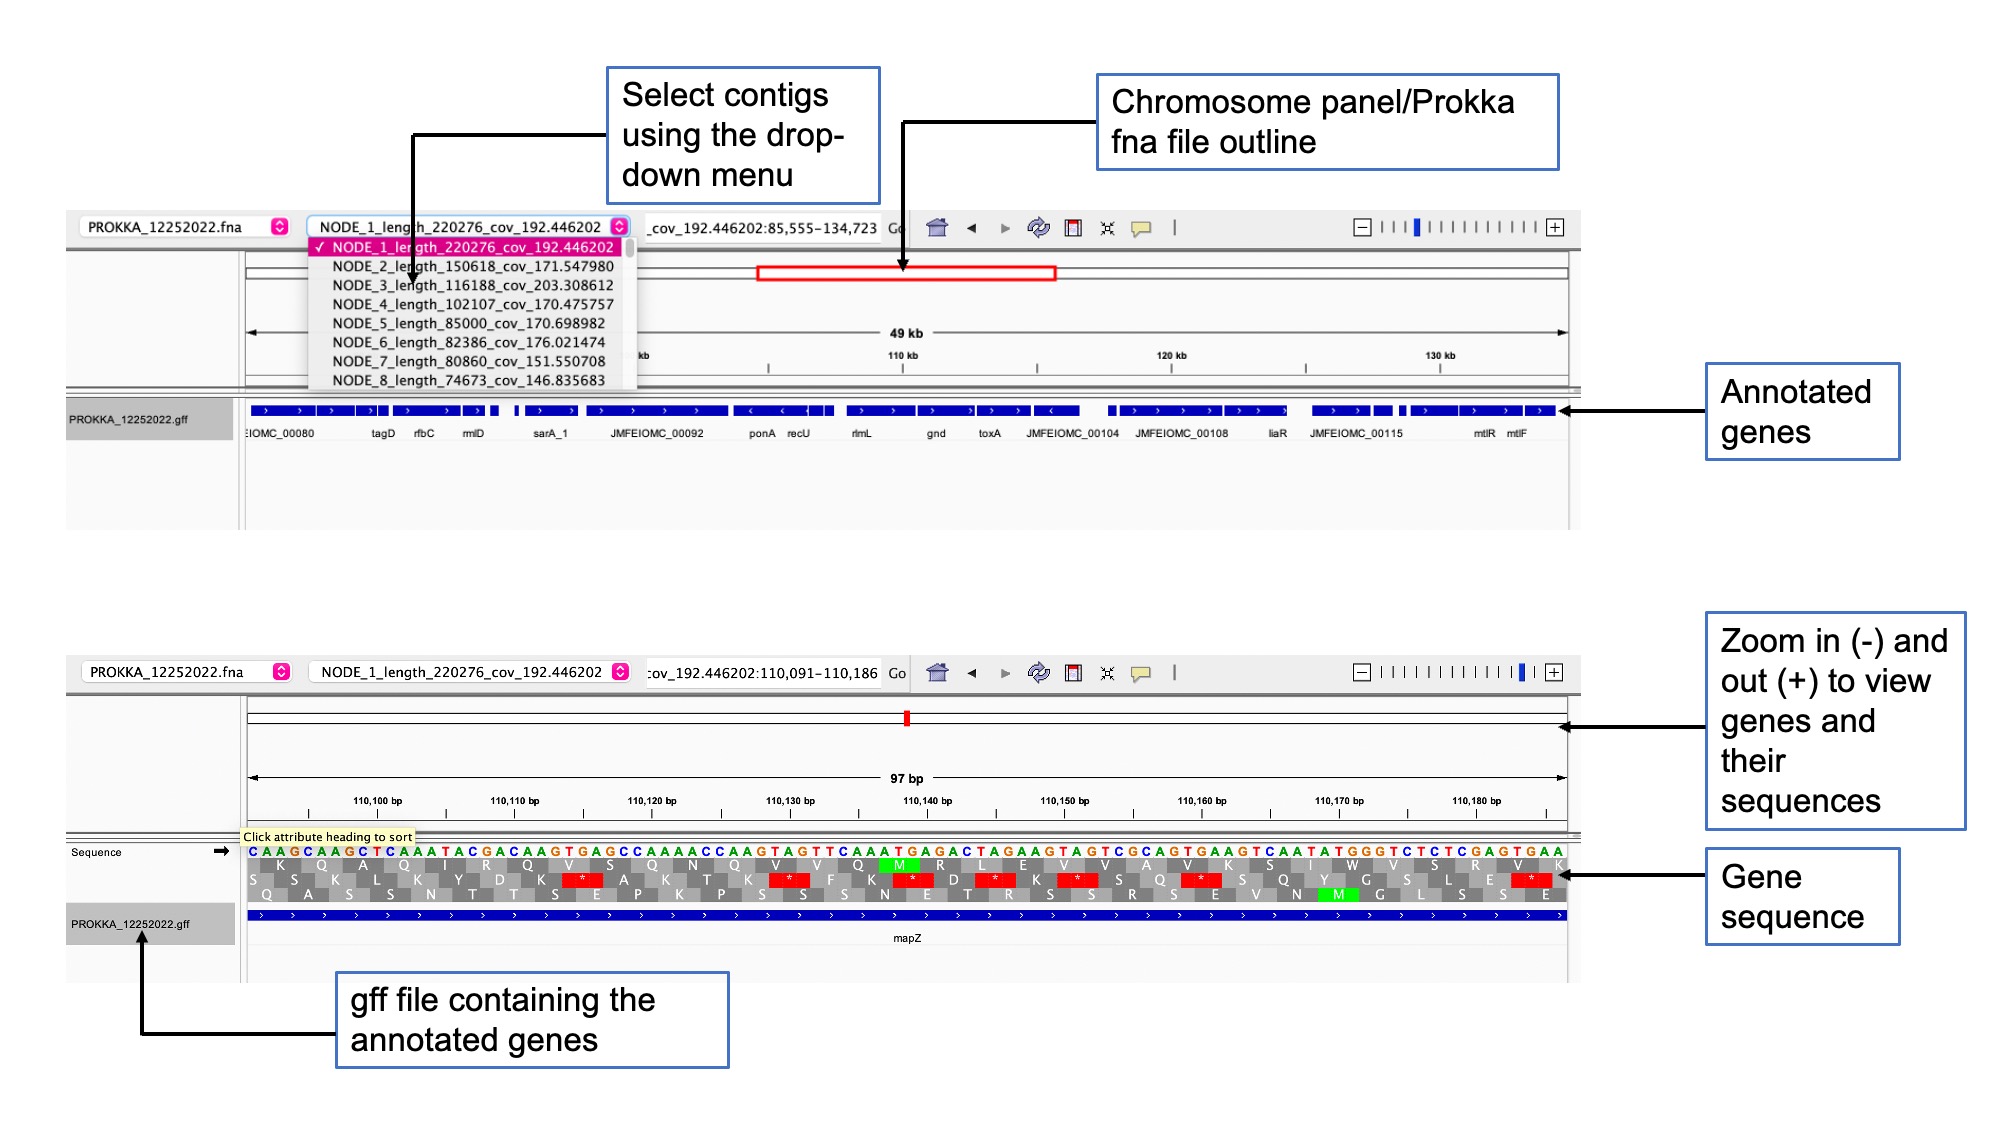 Select contigs
using the drop-
down menu
Chromosome panel/Prokka
fna file outline
PROKKA_12252022.fna
NODE_1_length_220276_cov_192.446202
_cov_192.446202:85,555-134,723
Go
✓ NODE_1_length_220276_cov_192.446202
NODE_2_length_150618_cov_171.547980
NODE_3_length_116188_cov_203.308612
NODE_4_length_102107_cov_170.475757
NODE_5_length_85000_cov_170.698982
NODE_6_length_82386_cov_176.021474
NODE_7_length_80860_cov_151.550708
NODE_8_length_74673_cov_146.835683
49 kb
kb 110 kb 120 kb 130 kb
PROKKA_12252022.gff
EIOMC_00080 tagD rfbC rmlD sarA_1 JMFEIOMC_00092 ponA recU rlmL gnd toxA JMFEIOMC_00104 JMFEIOMC_00108 liaR JMFEIOMC_00115 mtlR mtlF
Annotated
genes
Zoom in (-) and
out (+) to view
genes and
their
sequences
PROKKA_12252022.fna
NODE_1_length_220276_cov_192.446202
cov_192.446202:110,091-110,186
Go
97 bp
110,100 bp 110,110 bp 110,120 bp 110,130 bp 110,140 bp 110,150 bp 110,160 bp 110,170 bp 110,180 bp
Click attribute heading to sort
Sequence
CAAGCAAGCTCAAATACGACAAGTGAGCCAAAACCAAGTAGTTCAAATGAGACTAGAAGTAGTCGCAGTGAAGTCAATATGGGTCTCTCGAGTGAA
K Q A Q I R Q V S Q N Q V V Q M R L E V V A V K S I W V S R V K
S S K L K Y D K * A K T K * F K * D * K * S Q * S Q Y G S L E *
Q A S S N T T S E P K P S S S N E T R S S R S E V N M G L S S E
PROKKA_12252022.gff
mapZ
Gene
sequence
gff file containing the
annotated genes